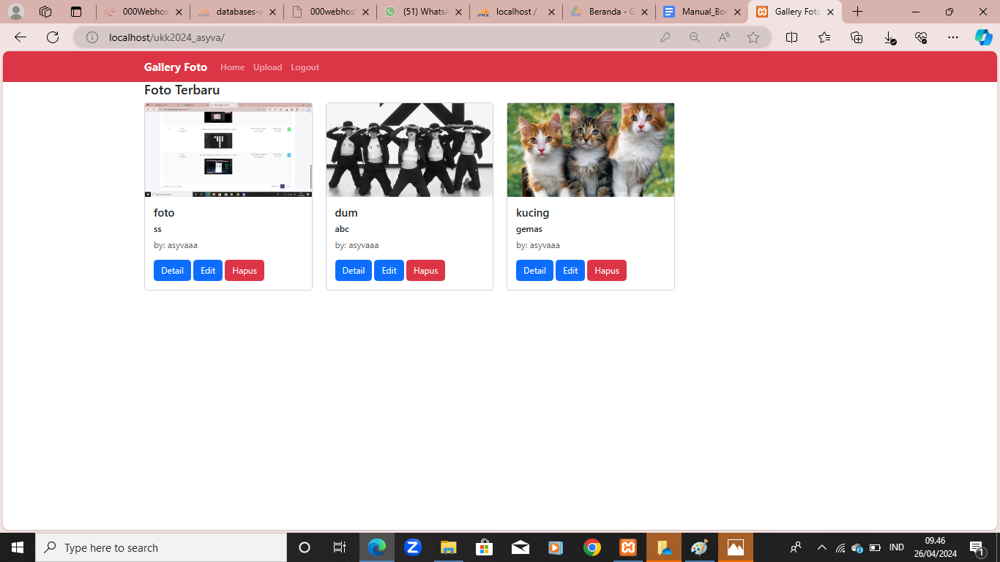 000Webhos
databases-a
000webhos
(51) WhatsA
localhost / 1
Beranda - G
Manual_Boo
Gallery Foto
localhost/ukk2024_asyva/
Gallery Foto Home Upload Logout
Foto Terbaru
foto
ss
by: asyvaaa
Detail Edit Hapus
dum
abc
by: asyvaaa
Detail Edit Hapus
kucing
gemas
by: asyvaaa
Detail Edit Hapus
Type here to search
IND
09.46
26/04/2024
1